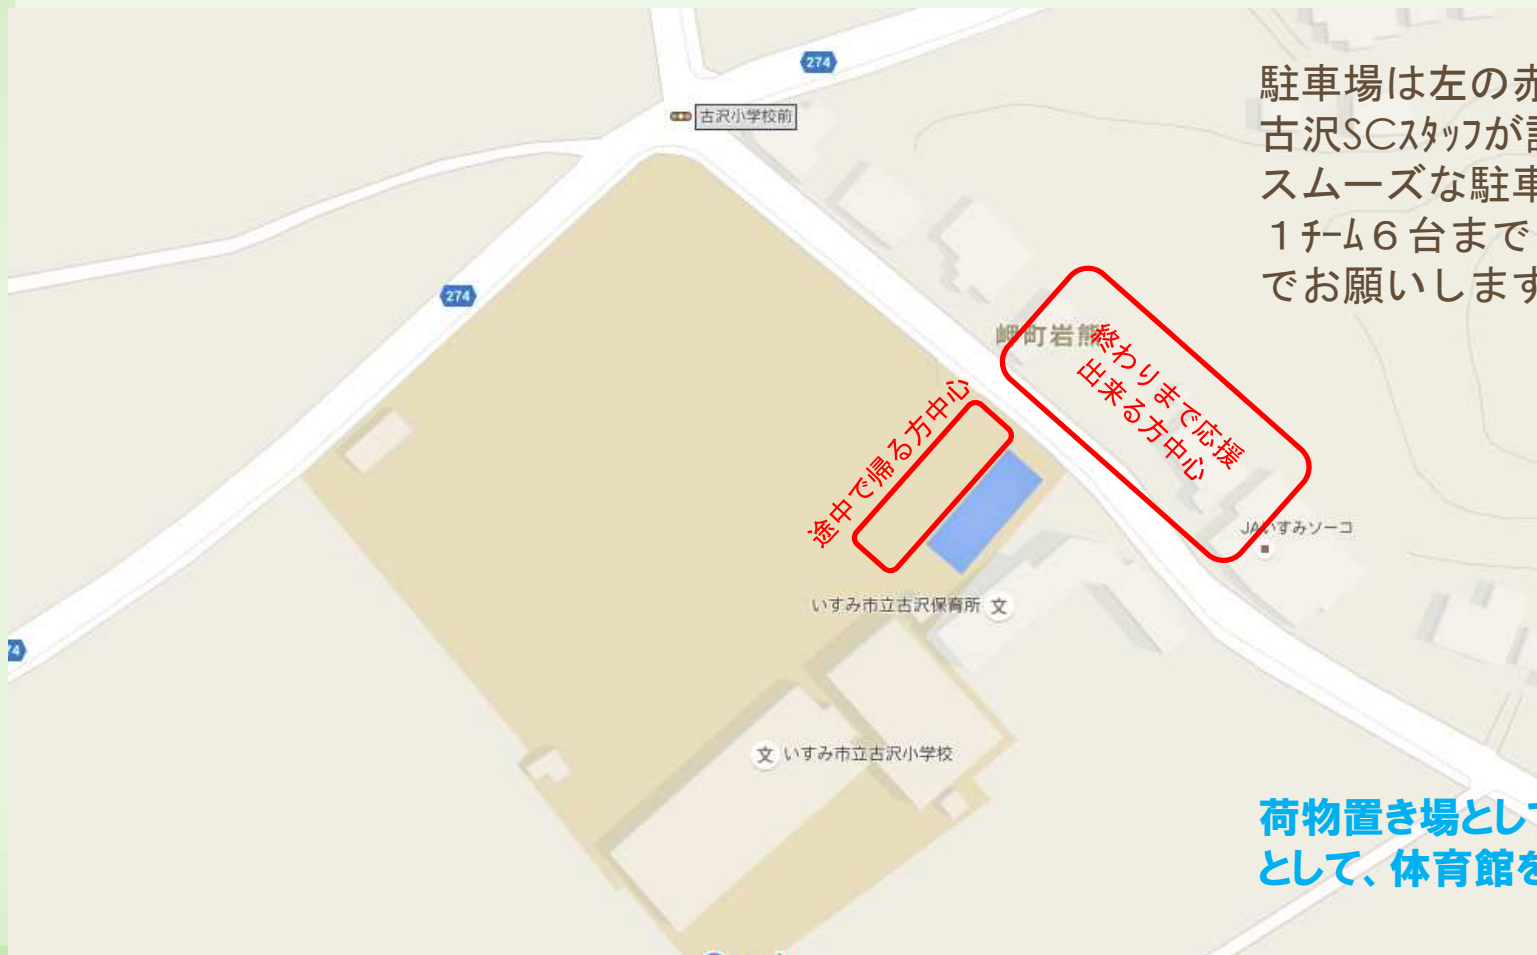 274
古沢小学校前
274
岬町岩熊
終わりまで応援
出来る方中心
途中で帰る方中心
JAいすみソーコ
いすみ市立古沢保育所 文
文 いすみ市立古沢小学校
駐車場は左の赤
古沢SCスタッフが
スムーズな駐車
1チーム6台まで
でお願いします
荷物置き場として
として、体育館を